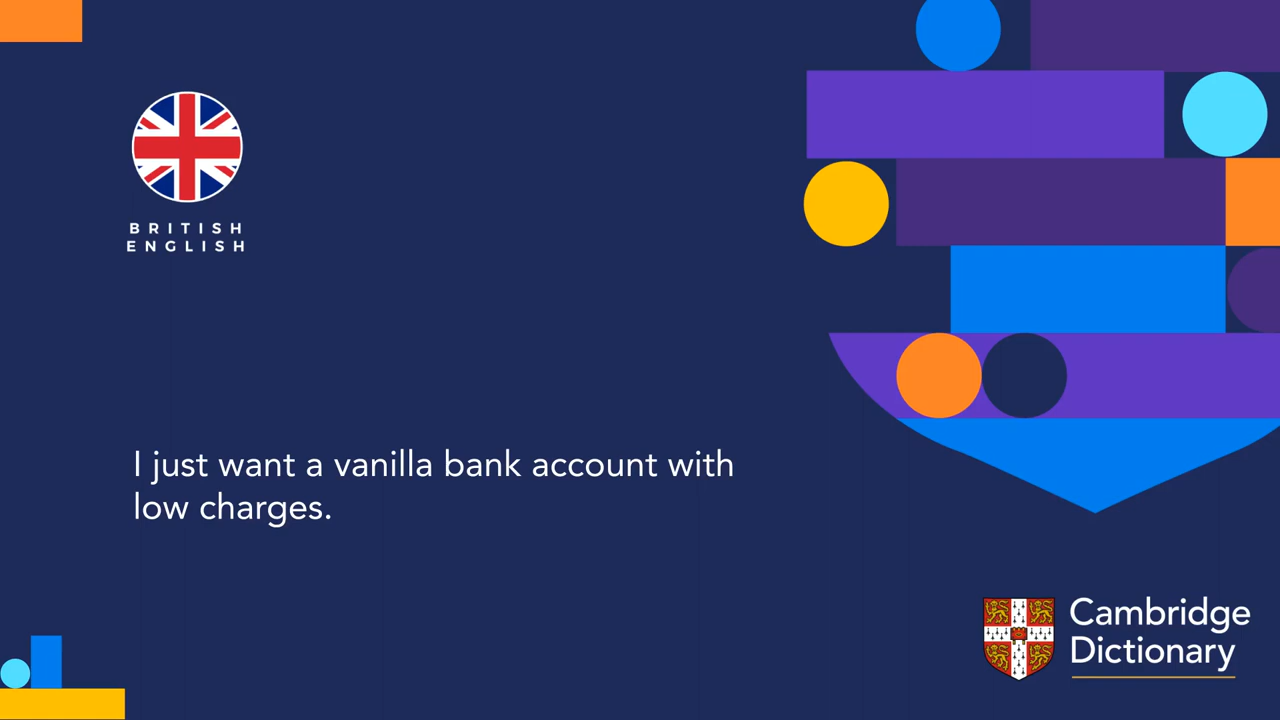 BRITISH
ENGLISH
I just want a vanilla bank account with
low charges.
Cambridge
Dictionary